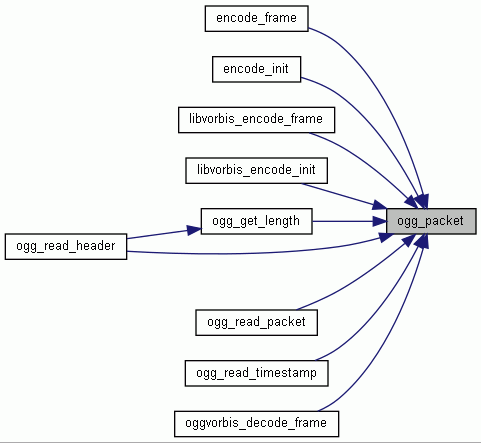 encode_frame
encode_init
libvorbis_encode_frame
libvorbis_encode_init
ogg_get_length
ogg_packet
ogg_read_header
ogg_read_packet
ogg_read_timestamp
oggvorbis_decode_frame